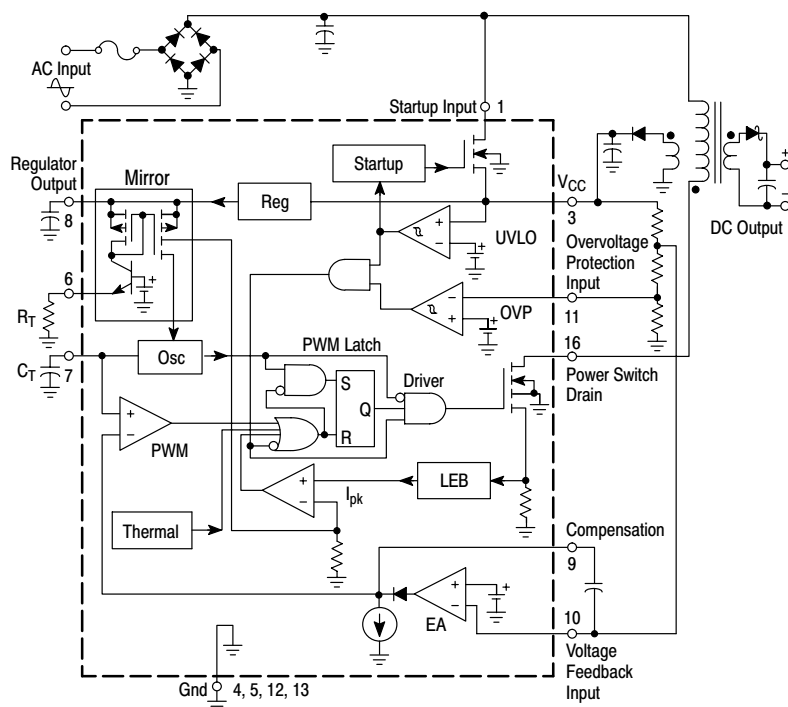 AC Input
Startup Input 1
Regulator
Output
8
Mirror
Startup
Reg
VCC
3
UVLO
DC Output
+
−
Overvoltage
Protection
Input
11
OVP
6
RT
CT
7
Osc
PWM Latch
S
Q
R
Driver
16
Power Switch
Drain
PWM
Ipk
LEB
Thermal
Compensation
9
EA
10
Voltage
Feedback
Input
Gnd 4, 5, 12, 13